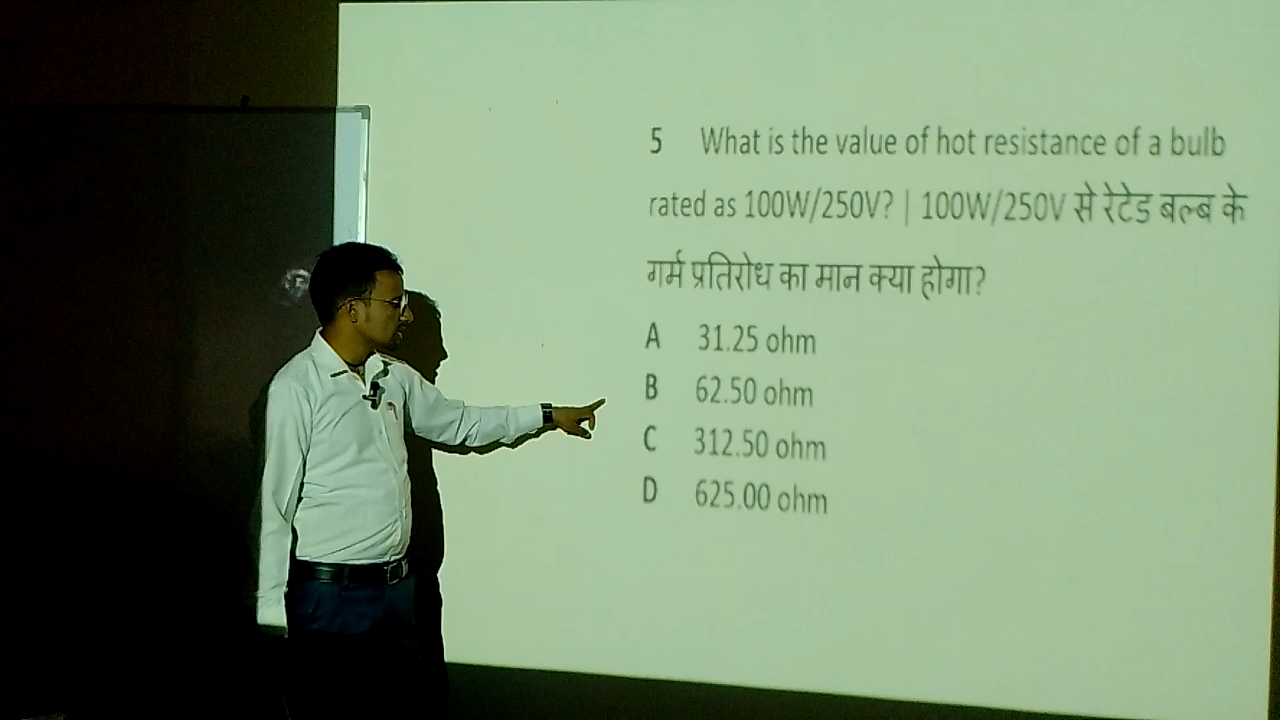 5 What is the value of hot resistance of a bulb
rated as 100W/250V? | 100W/250V से रेटेड बल्ब के
गर्म प्रतिरोध का मान क्या होगा?
A 31.25 ohm
B 62.50 ohm
C 312.50 ohm
D 625.00 ohm